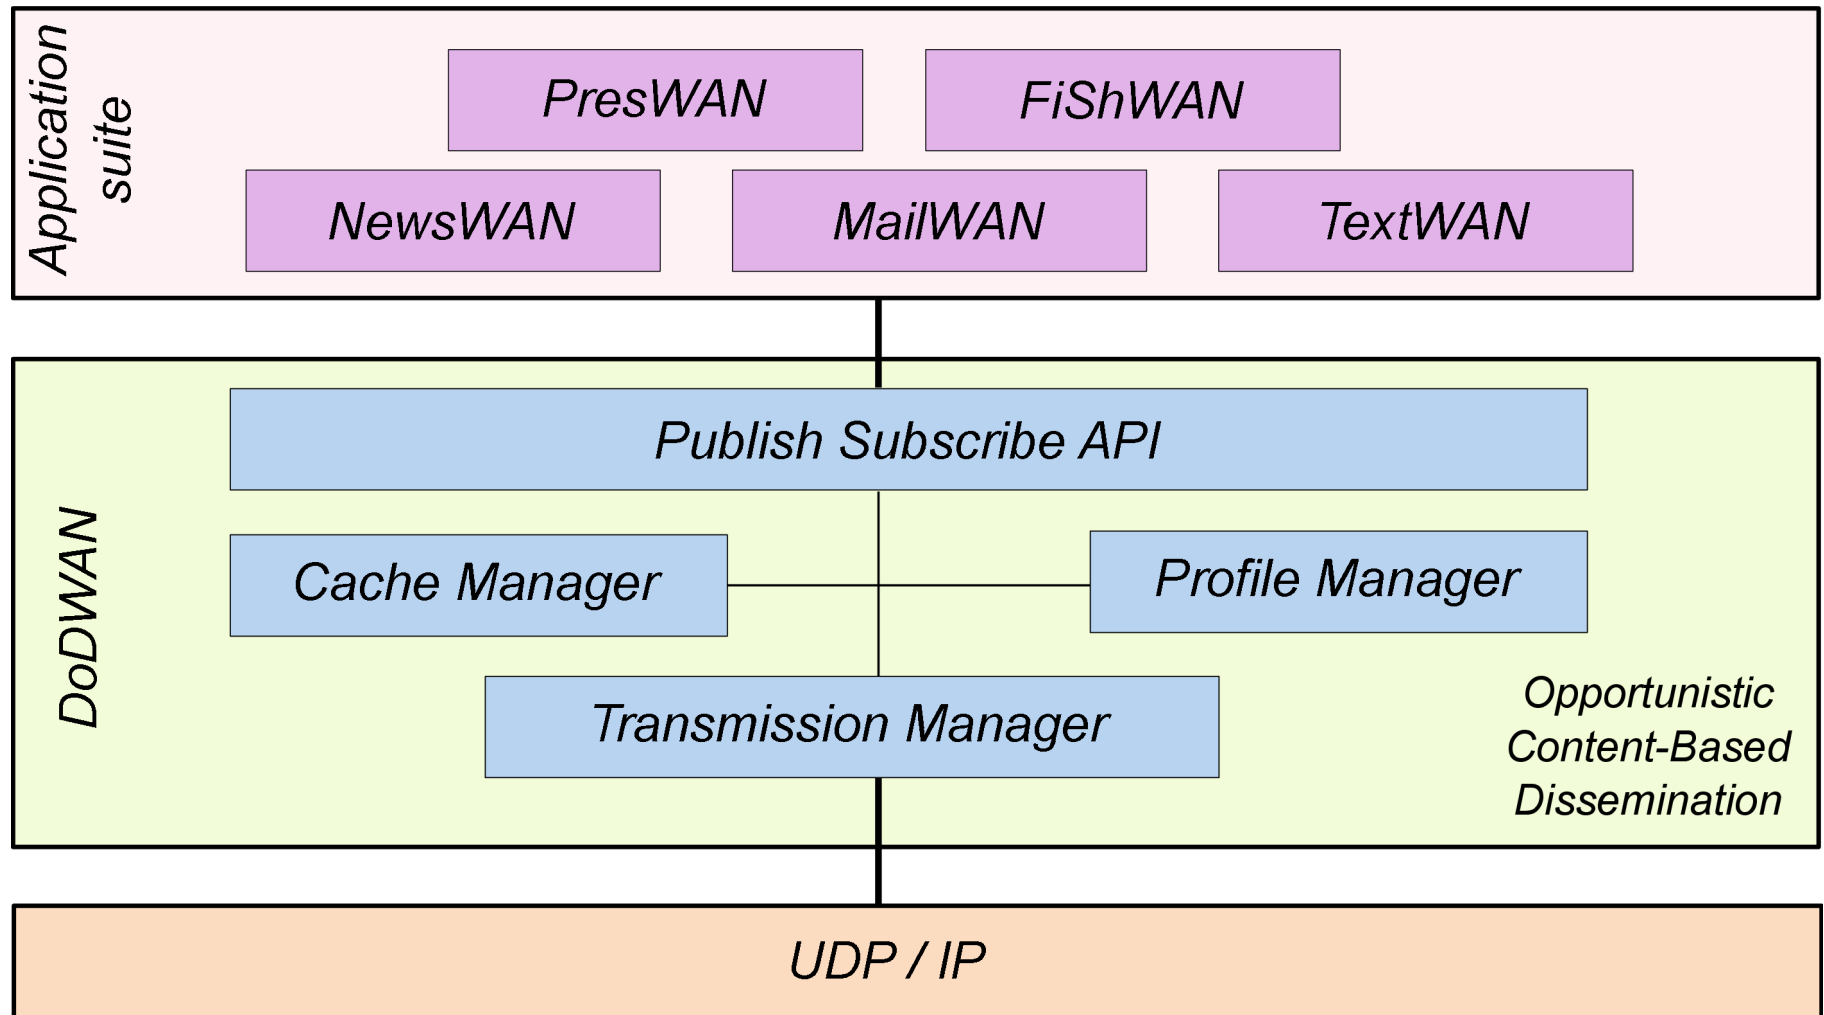 Application
suite
PresWAN
FiShWAN
NewsWAN
MailWAN
TextWAN
DoDWAN
Publish Subscribe API
Cache Manager
Profile Manager
Transmission Manager
Opportunistic
Content-Based
Dissemination
UDP / IP